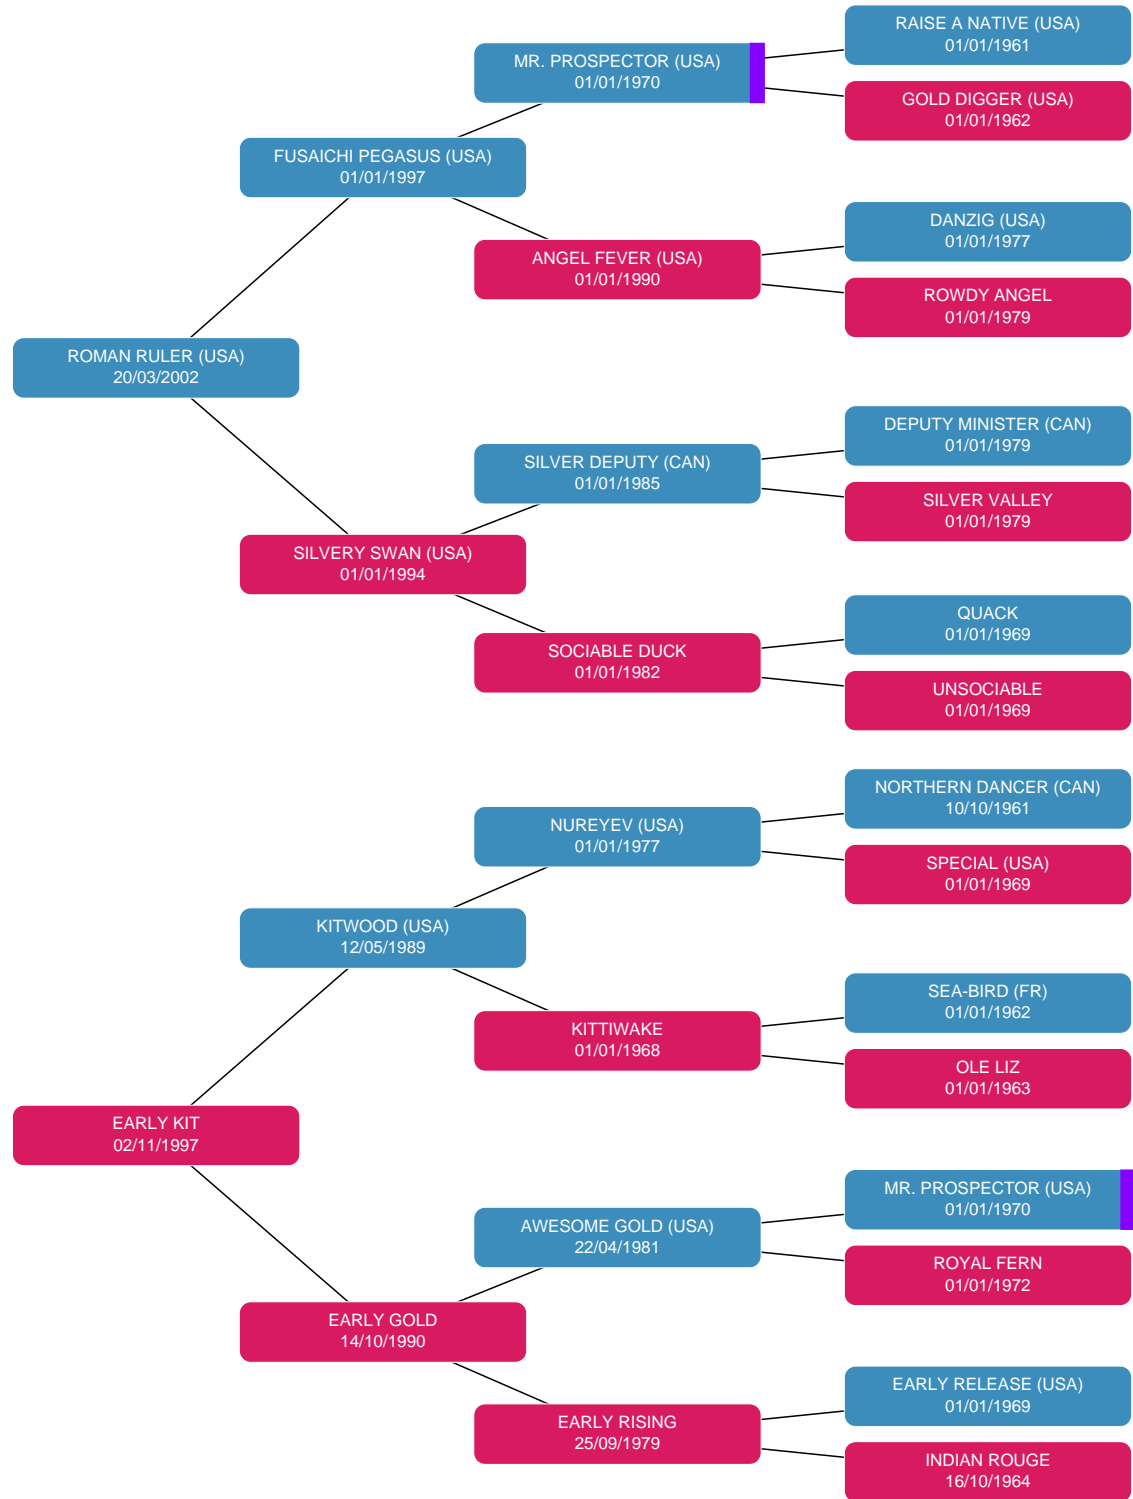 RAISE A NATIVE (USA)
01/01/1961
MR. PROSPECTOR (USA)
01/01/1970
GOLD DIGGER (USA)
01/01/1962
FUSAICHI PEGASUS (USA)
01/01/1997
DANZIG (USA)
01/01/1977
ANGEL FEVER (USA)
01/01/1990
ROWDY ANGEL
01/01/1979
ROMAN RULER (USA)
20/03/2002
DEPUTY MINISTER (CAN)
01/01/1979
SILVER DEPUTY (CAN)
01/01/1985
SILVER VALLEY
01/01/1979
SILVERY SWAN (USA)
01/01/1994
QUACK
01/01/1969
SOCIABLE DUCK
01/01/1982
UNSOCIABLE
01/01/1969
NORTHERN DANCER (CAN)
10/10/1961
NUREYEV (USA)
01/01/1977
SPECIAL (USA)
01/01/1969
KITWOOD (USA)
12/05/1989
SEA-BIRD (FR)
01/01/1962
KITTIWAKE
01/01/1968
OLE LIZ
01/01/1963
EARLY KIT
02/11/1997
MR. PROSPECTOR (USA)
01/01/1970
AWESOME GOLD (USA)
22/04/1981
ROYAL FERN
01/01/1972
EARLY GOLD
14/10/1990
EARLY RELEASE (USA)
01/01/1969
EARLY RISING
25/09/1979
INDIAN ROUGE
16/10/1964